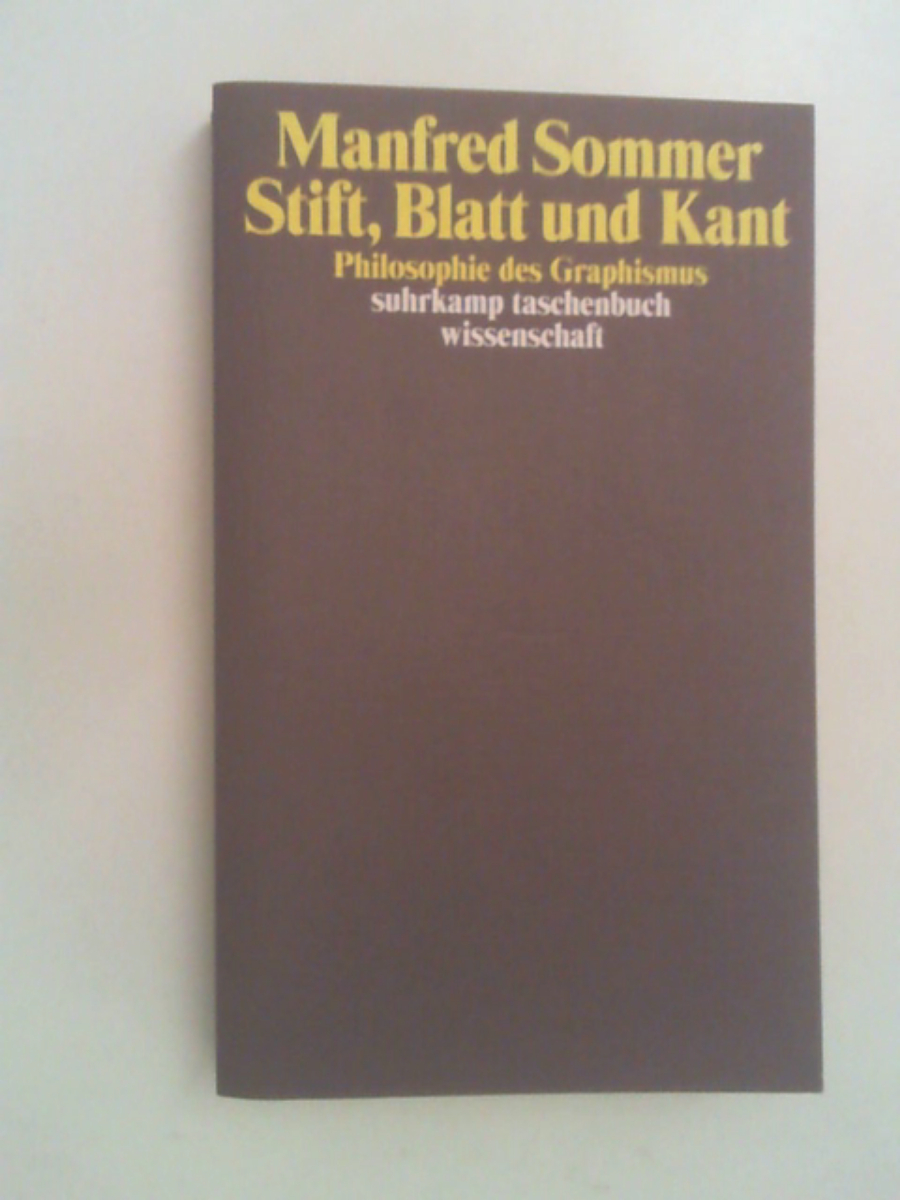 Manfred Sommer
Stift, Blatt und Kant
Philosophie des Graphismus
suhrkamp taschenbuch
wissenschaft